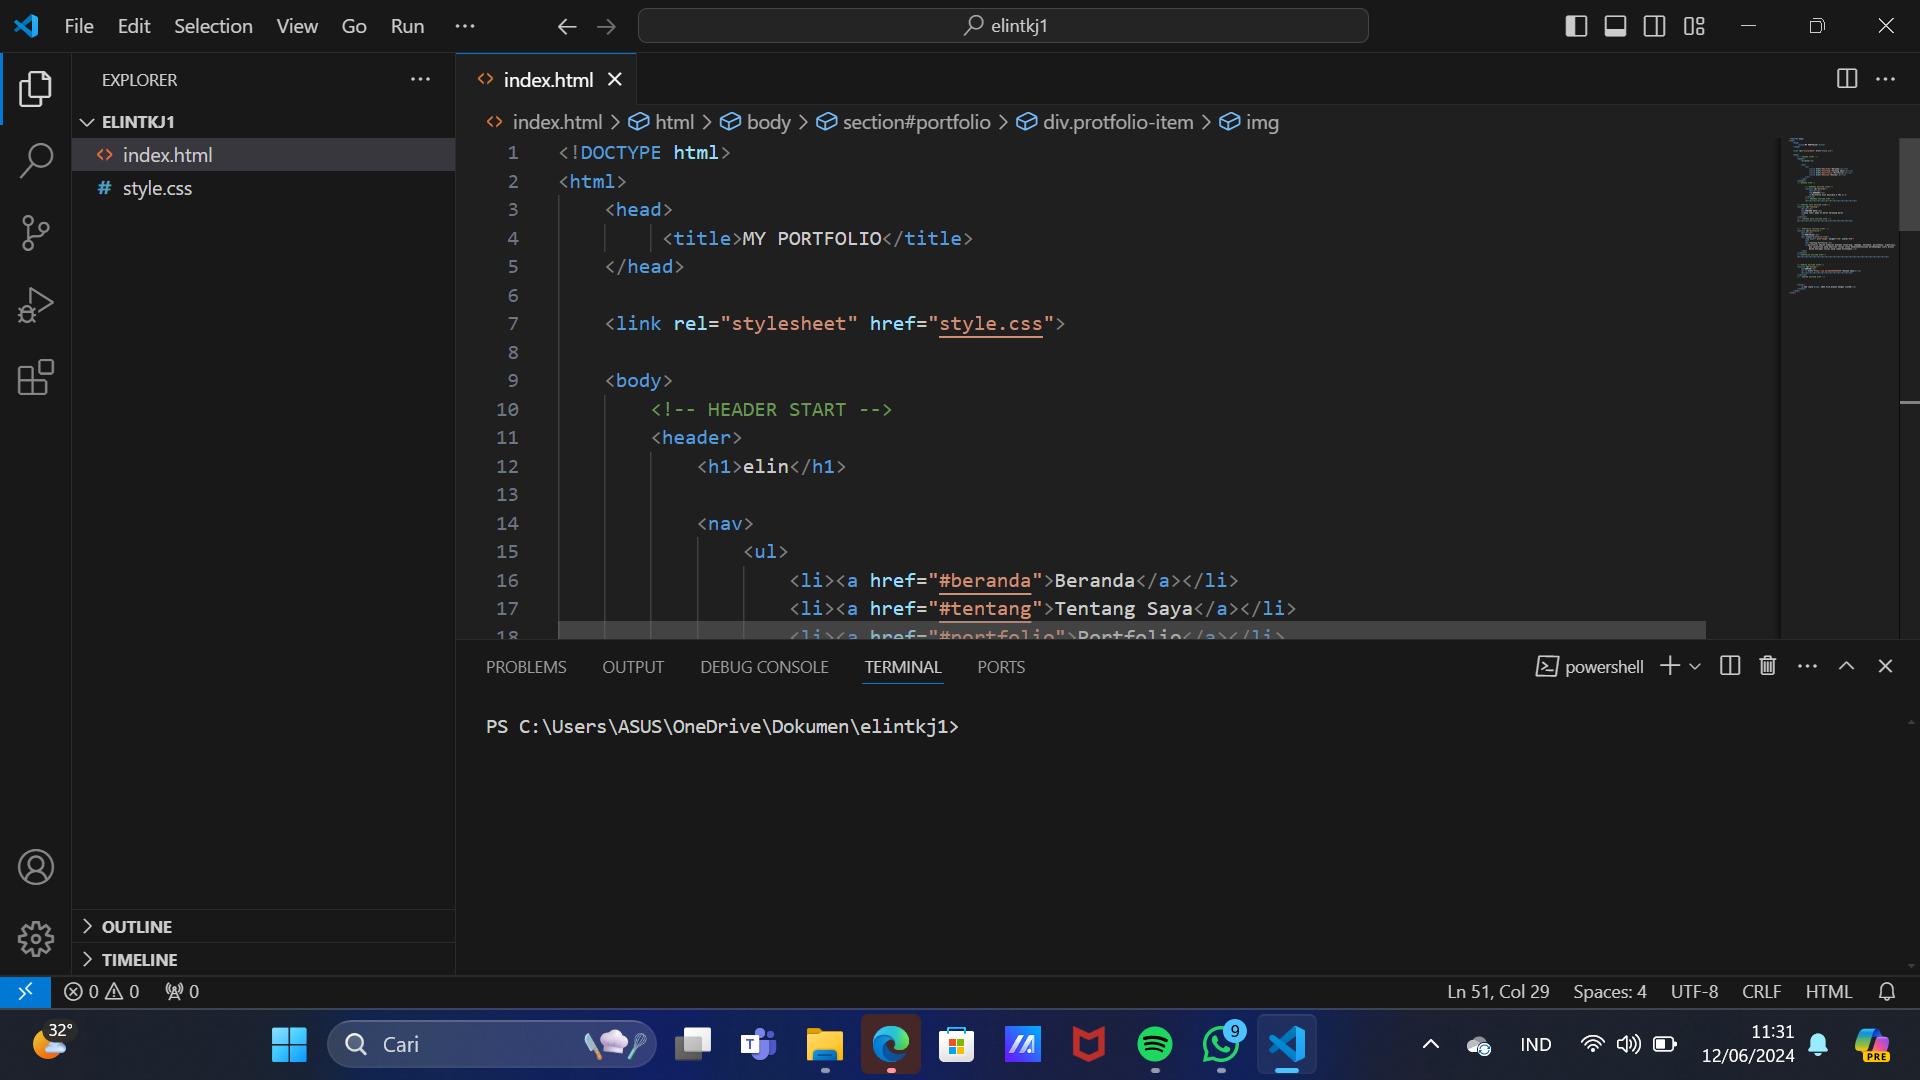 File Edit Selection View Go Run
elintkj1
EXPLORER
ELINTKJ1
index.html
# style.css
OUTLINE
TIMELINE
index.html
index.html > html > body > section#portfolio > div.protfolio-item > img
1 <!DOCTYPE html>
2 <html>
3 <head>
4 <title>MY PORTFOLIO</title>
5 </head>
6
7 <link rel="stylesheet" href="style.css">
8
9 <body>
10 <!-- HEADER START -->
11 <header>
12 <h1>elin</h1>
13
14 <nav>
15 <ul>
16 <li><a href="#beranda">Beranda</a></li>
17 <li><a href="#tentang">Tentang Saya</a></li>
18 <li><a href="#portfolio">Portfolio</a></li>
PROBLEMS OUTPUT DEBUG CONSOLE TERMINAL PORTS
powershell
PS C:\Users\ASUS\OneDrive\Dokumen\elintkj1>
0 0 0
Ln 51, Col 29 Spaces: 4 UTF-8 CRLF HTML
32°
Cari
9
IND
11:31
12/06/2024
PRE